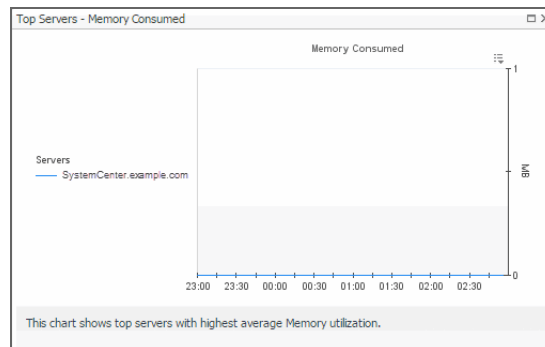 Top Servers - Memory Consumed
Memory Consumed
1
Servers
SystemCenter.example.com
MB
0
23:00 23:30 00:00 00:30 01:00 01:30 02:00 02:30
This chart shows top servers with highest average Memory utilization.